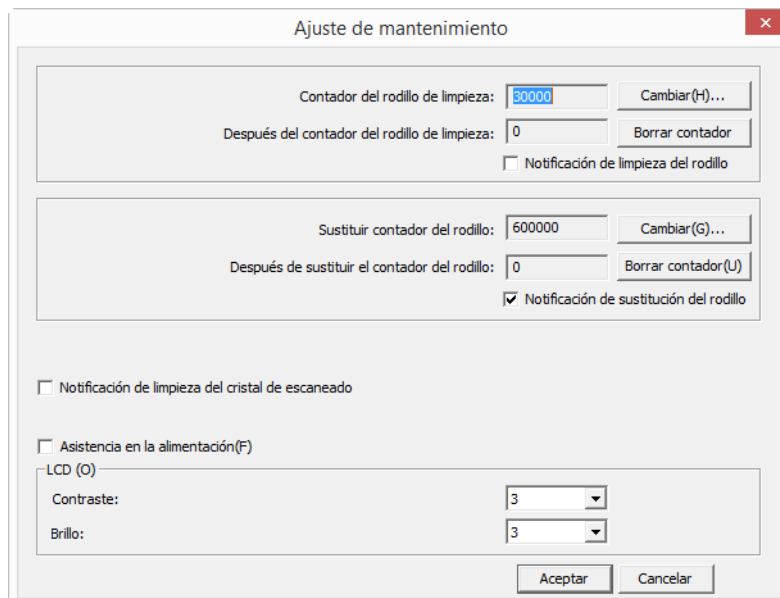 Ajuste de mantenimiento
Contador del rodillo de limpieza: 30000 Cambiar(H)...
Después del contador del rodillo de limpieza: 0 Borrar contador
Notificación de limpieza del rodillo
Sustituir contador del rodillo: 600000 Cambiar(G)...
Después de sustituir el contador del rodillo: 0 Borrar contador(U)
Notificación de sustitución del rodillo
Notificación de limpieza del cristal de escaneado
Asistencia en la alimentación(F)
LCD (O)
Contraste: 3
Brillo: 3
Aceptar Cancelar